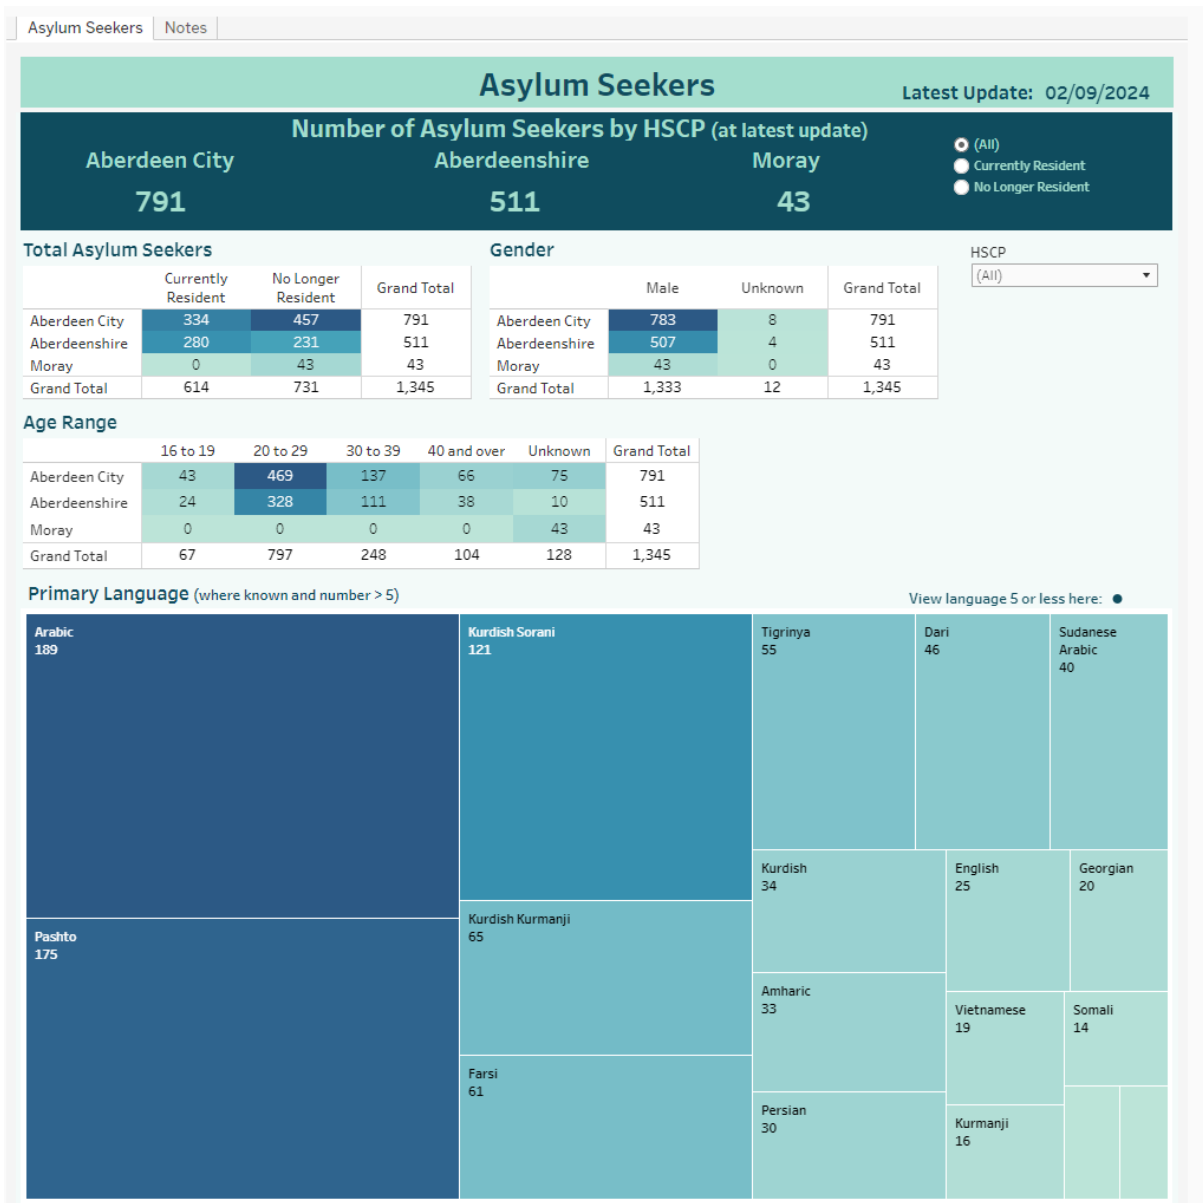 Asylum Seekers
Notes
Asylum Seekers
Latest Update: 02/09/2024
Number of Asylum Seekers by HSCP (at latest update)
Aberdeen City
Aberdeenshire
Moray
791
511
43
(All)
Currently Resident
No Longer Resident
Total Asylum Seekers
Currently Resident No Longer Resident Grand Total
Aberdeen City 334 457 791
Aberdeenshire 280 231 511
Moray 0 43 43
Grand Total 614 731 1,345
Gender
Male Unknown Grand Total
Aberdeen City 783 8 791
Aberdeenshire 507 4 511
Moray 43 0 43
Grand Total 1,333 12 1,345
HSCP
(All)
Age Range
16 to 19 20 to 29 30 to 39 40 and over Unknown Grand Total
Aberdeen City 43 469 137 66 75 791
Aberdeenshire 24 328 111 38 10 511
Moray 0 0 0 0 43 43
Grand Total 67 797 248 104 128 1,345
Primary Language (where known and number > 5)
View language 5 or less here:
Arabic
189
Pashto
175
Kurdish Sorani
121
Kurdish Kurmanji
65
Farsi
61
Tigrinya
55
Dari
46
Sudanese
Arabic
40
Kurdish
34
Amharic
33
Persian
30
English
25
Georgian
20
Vietnamese
19
Somali
14
Kurmanji
16